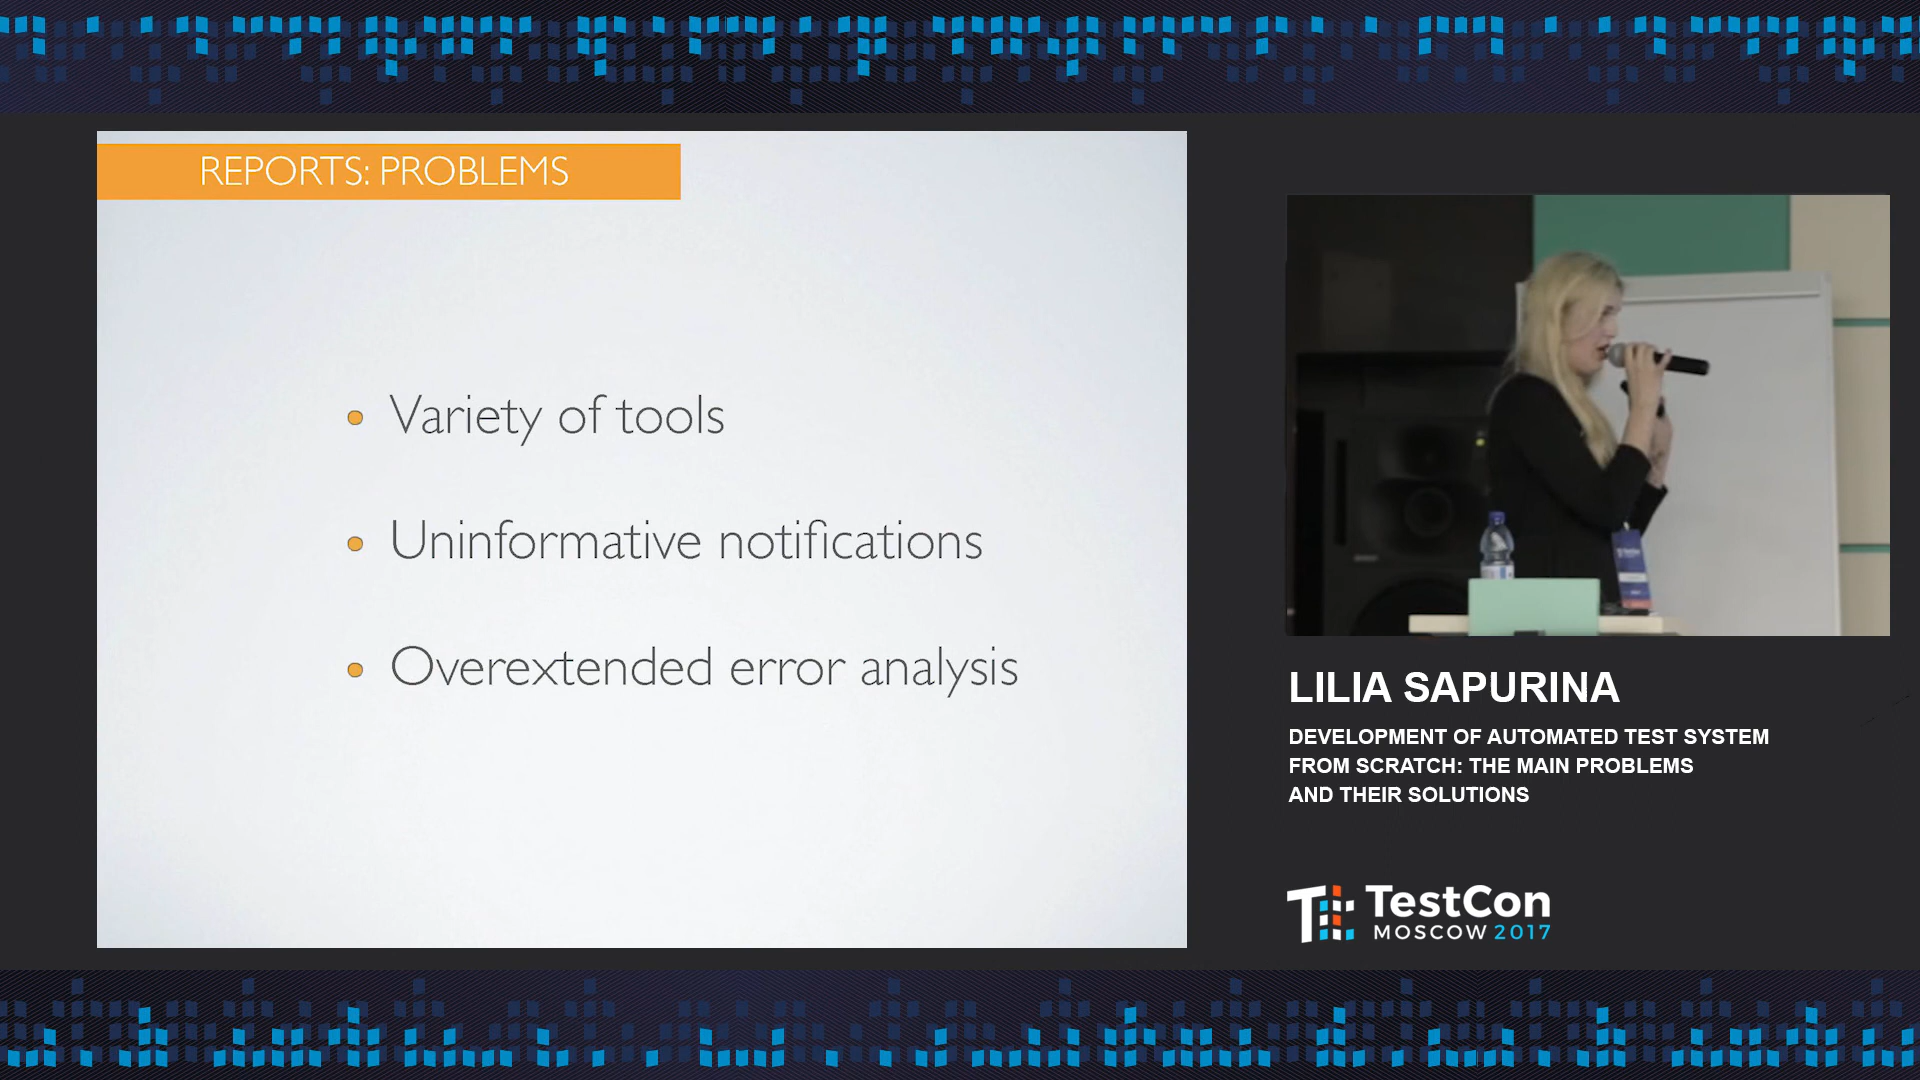 REPORTS: PROBLEMS
Variety of tools
Uninformative notifications
Overextended error analysis
LILIA SAPURINA
DEVELOPMENT OF AUTOMATED TEST SYSTEM
FROM SCRATCH: THE MAIN PROBLEMS
AND THEIR SOLUTIONS
TestCon
MOSCOW 2017